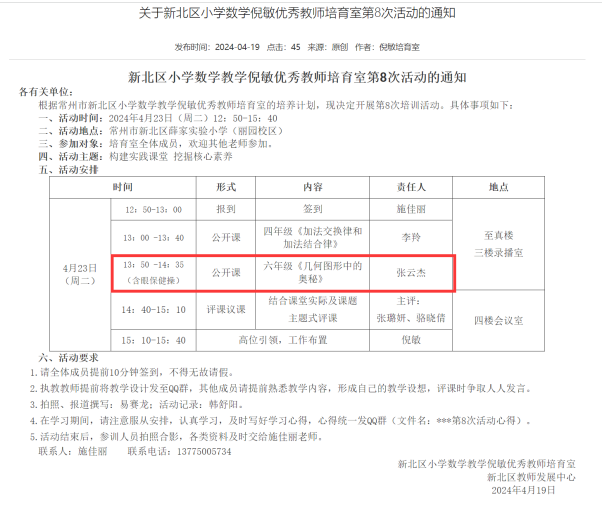 关于新北区小学数学倪敏优秀教师培育室第8次活动的通知
发布时间：2024-04-19 点击：45 来源：原创 作者：倪敏培育室
新北区小学数学教学倪敏优秀教师培育室第8次活动的通知
各有关单位：
根据常州市新北区小学数学教学倪敏优秀教师培育室的培养计划，现决定开展第8次培训活动。具体事项如下：
一、活动时间：2024年4月23日（周二）12：50-15：40
二、活动地点：常州市新北区薛家实验小学（丽园校区）
三、参加对象：培育室全体成员，欢迎其他老师参加。
四、活动主题：构建实践课堂 挖掘核心素养
五、活动安排
时间 形式 内容 责任人 地点
4月23日（周二）
12：50-13：00 报到 签到 施佳丽
13：00 -13：40 公开课 四年级《加法交换律和加法结合律》 李羚
至真楼
三楼录播室
13：50 -14：35（含眼保健操） 公开课 六年级《几何图形中的奥秘》 张云杰
14：40-15：10 评课议课 结合课堂实际及课题主题式评课 主评：张璐妍、骆晓倩
四楼会议室
15：10-15：40 高位引领，工作布置 倪敏
六、活动要求
1.请全体成员提前10分钟签到，不得无故请假。
2.执教教师提前将教学设计发至QQ群，其他成员请提前熟悉教学内容，形成自己的教学设想，评课时争取人人发言。
3.拍照、报道撰写：易赛龙；活动记录：韩舒阳。
4.在学习期间，请注意服从安排，认真学习，及时写好学习心得，心得统一发QQ群（文件名：***第8次活动心得）。
5.活动结束后，参训人员拍照合影，各类资料及时交给施佳丽老师。
联系人：施佳丽 联系电话：13775005734
新北区小学数学教学倪敏优秀教师培育室
新北区教师发展中心
2024年4月19日